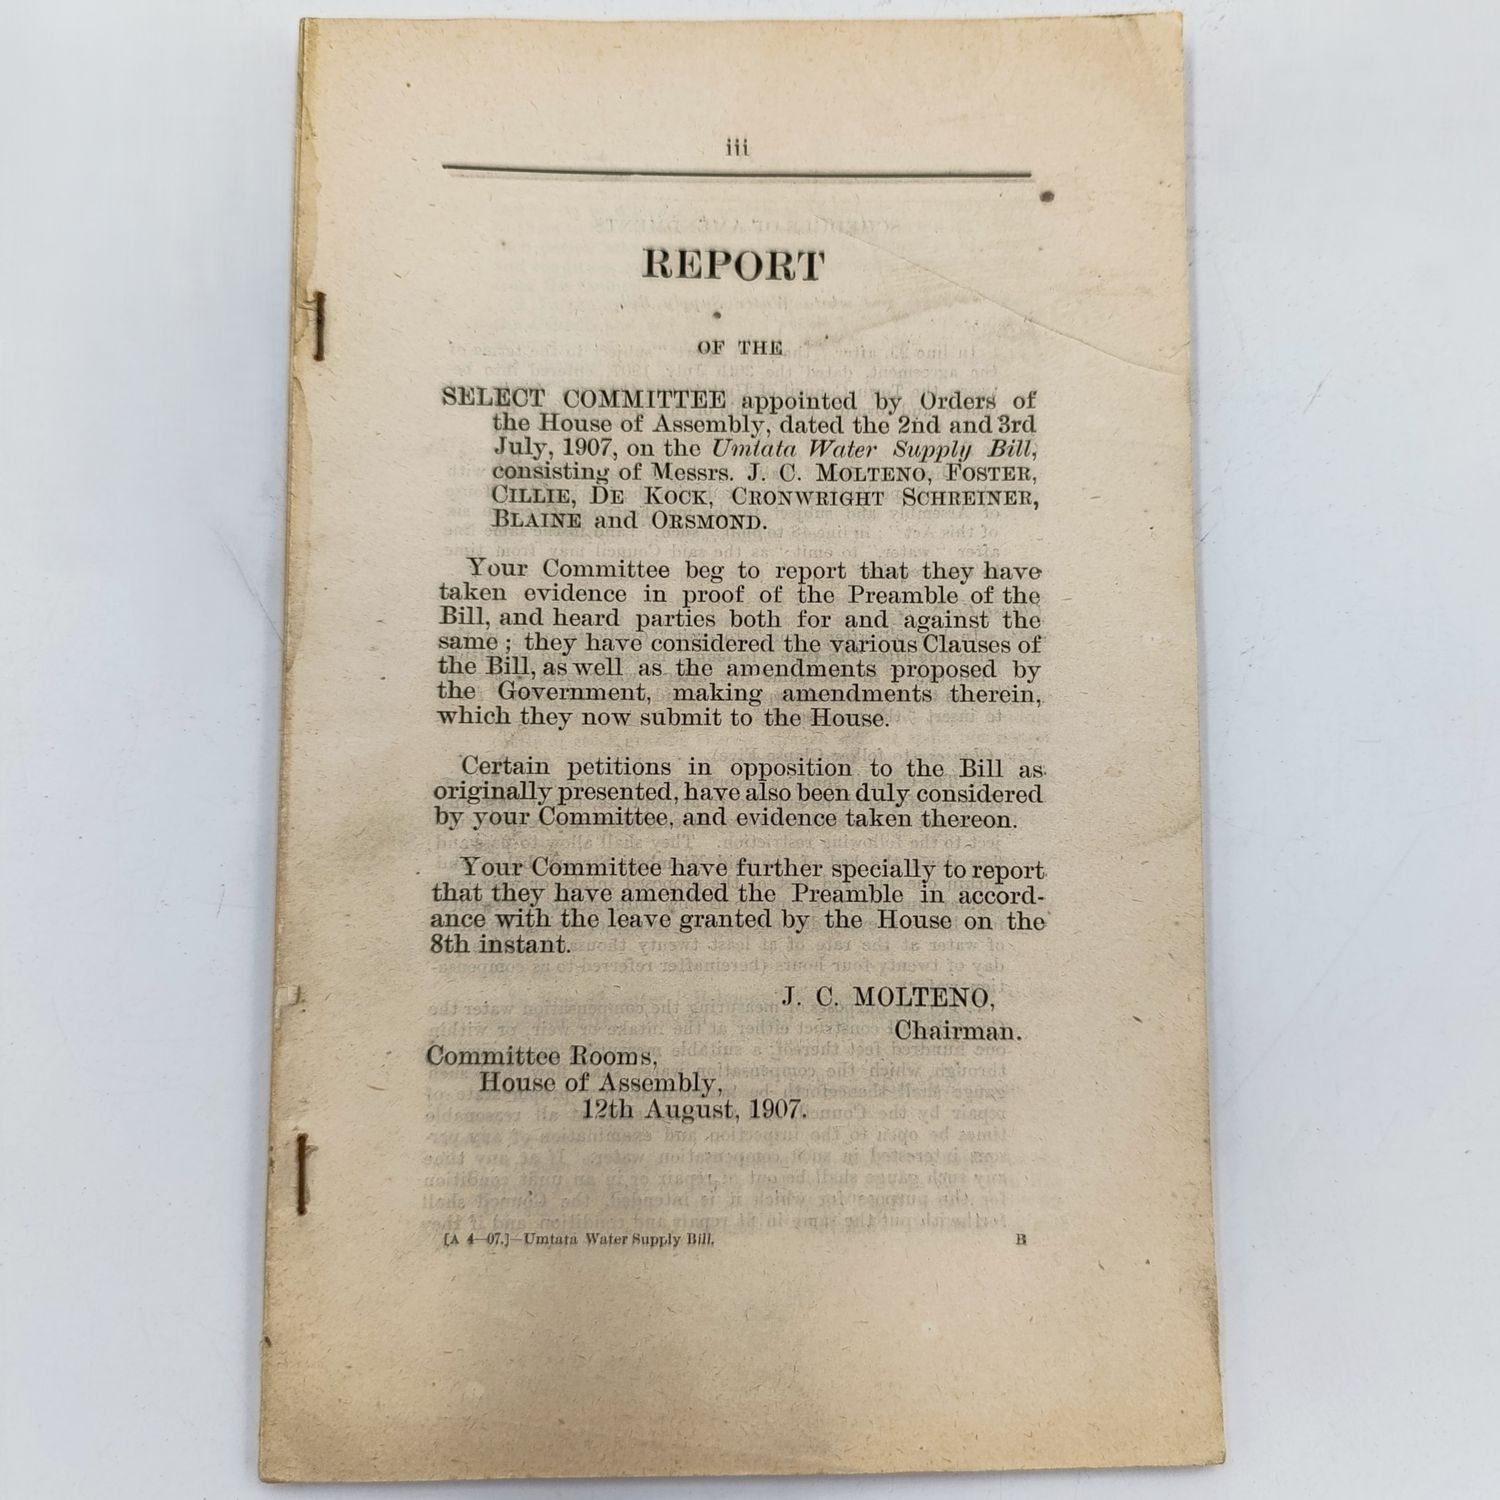 iii
REPORT
OF THE
SELECT COMMITTEE appointed by Orders of
the House of Assembly, dated the 2nd and 3rd
July, 1907, on the Umtata Water Supply Bill,
consisting of Messrs. J. C. MOLTENO, FOSTER,
CILLIE, DE KOCK, CRONWRIGHT SCHREINER,
BLAINE and ORSMOND.
Your Committee beg to report that they have
taken evidence in proof of the Preamble of the
Bill, and heard parties both for and against the
same ; they have considered the various Clauses of
the Bill, as well as the amendments proposed by
the Government, making amendments therein,
which they now submit to the House.
Certain petitions in opposition to the Bill as
originally presented, have also been duly considered
by your Committee, and evidence taken thereon.
Your Committee have further specially to report
that they have amended the Preamble in accord-
ance with the leave granted by the House on the
8th instant.
J. C. MOLTENO,
Chairman.
Committee Rooms,
House of Assembly,
12th August, 1907.
[A 4—07.]—Umtata Water Supply Bill. B